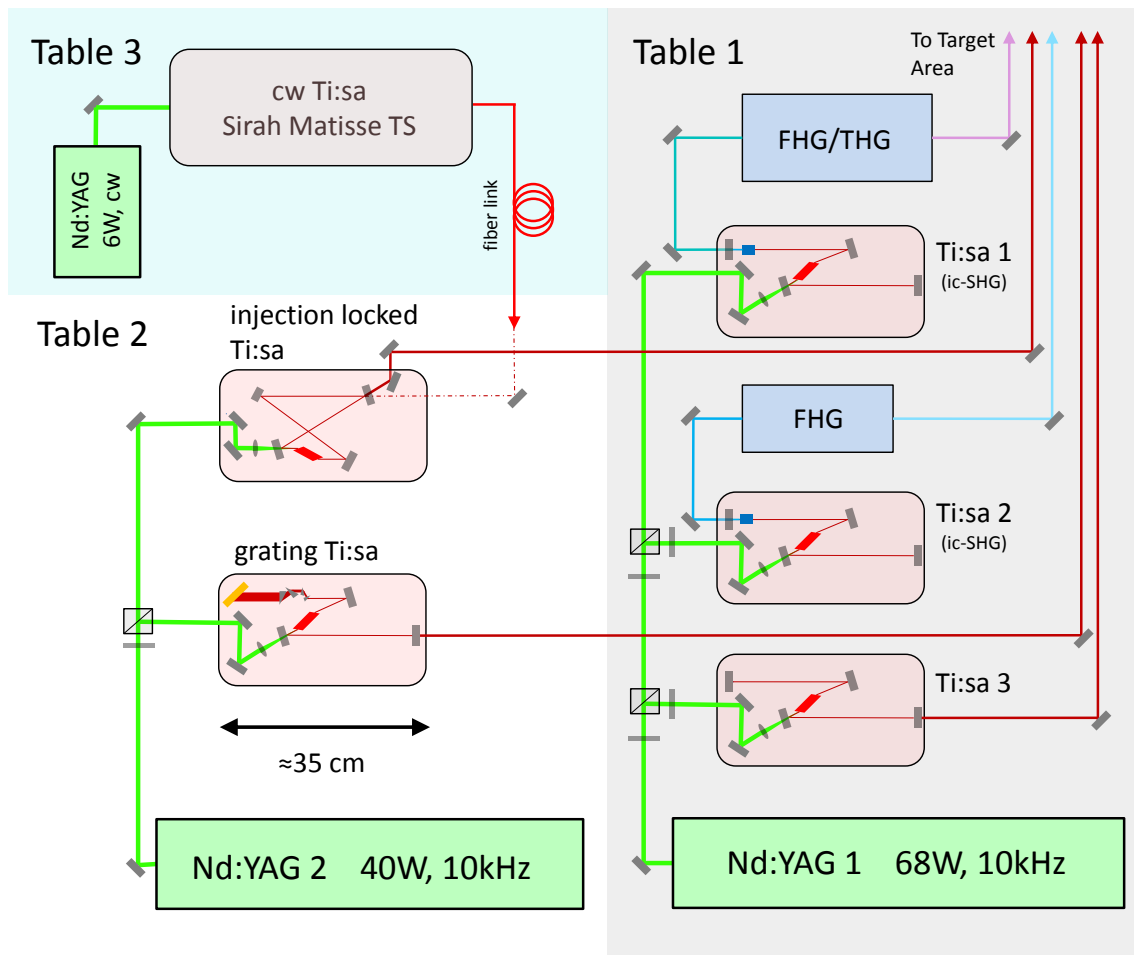 Table 3
cw Ti:sa
Sirah Matisse TS
Nd:YAG
6W, cw
fiber link
Table 1
To Target
Area
FHG/THG
Ti:sa 1
(ic-SHG)
Table 2
injection locked
Ti:sa
FHG
Ti:sa 2
(ic-SHG)
grating Ti:sa
Ti:sa 3
≈35 cm
Nd:YAG 2 40W, 10kHz
Nd:YAG 1 68W, 10kHz